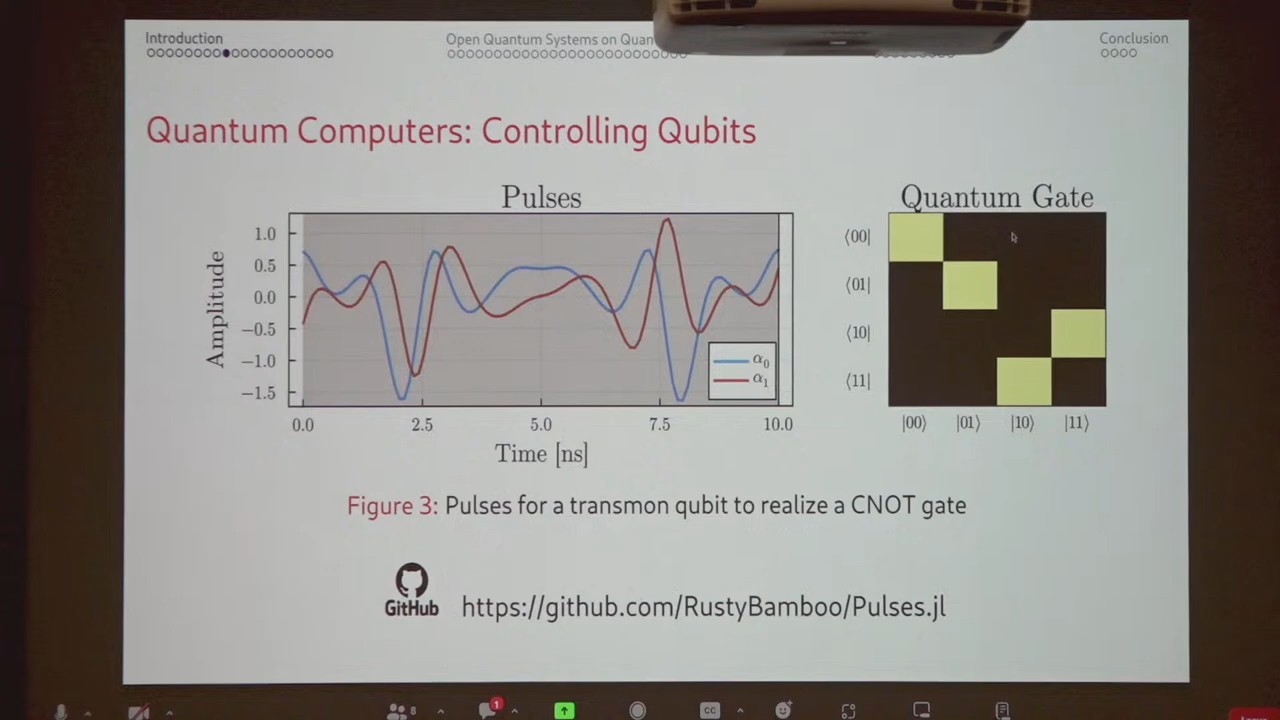 Introduction
Open Quantum Systems on Quan
Conclusion
Quantum Computers: Controlling Qubits
Pulses
Quantum Gate
Amplitude
1.0
0.5
0.0
−0.5
−1.0
−1.5
α₀
α₁
0.0 2.5 5.0 7.5 10.0
Time [ns]
⟨00|
⟨01|
⟨10|
⟨11|
|00⟩ |01⟩ |10⟩ |11⟩
Figure 3: Pulses for a transmon qubit to realize a CNOT gate
GitHub
https://github.com/RustyBamboo/Pulses.jl
8
1
CC